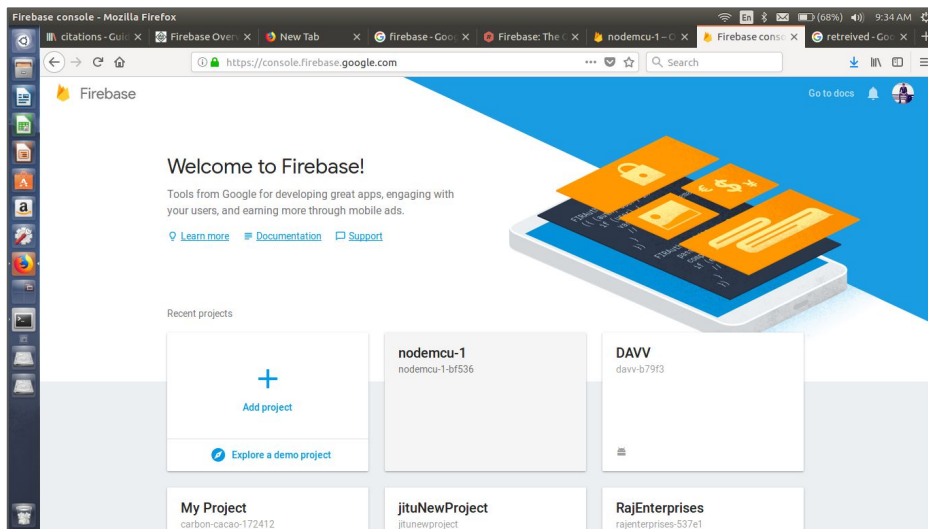 Firebase console - Mozilla Firefox
En
(68%)
9:34 AM
citations - Guid
Firebase Over
New Tab
firebase - Goog
Firebase: The C
nodemcu-1 – 
Firebase conso
retreived - Goo
https://console.firebase.google.com
Search
Firebase
Go to docs
Welcome to Firebase!
Tools from Google for developing great apps, engaging with
your users, and earning more through mobile ads.
Learn more
Documentation
Support
Recent projects
Add project
Explore a demo project
nodemcu-1
nodemcu-1-bf536
DAVV
davv-b79f3
My Project
carbon-cacao-172412
jituNewProject
jitunewproject
RajEnterprises
rajenterprises-537e1